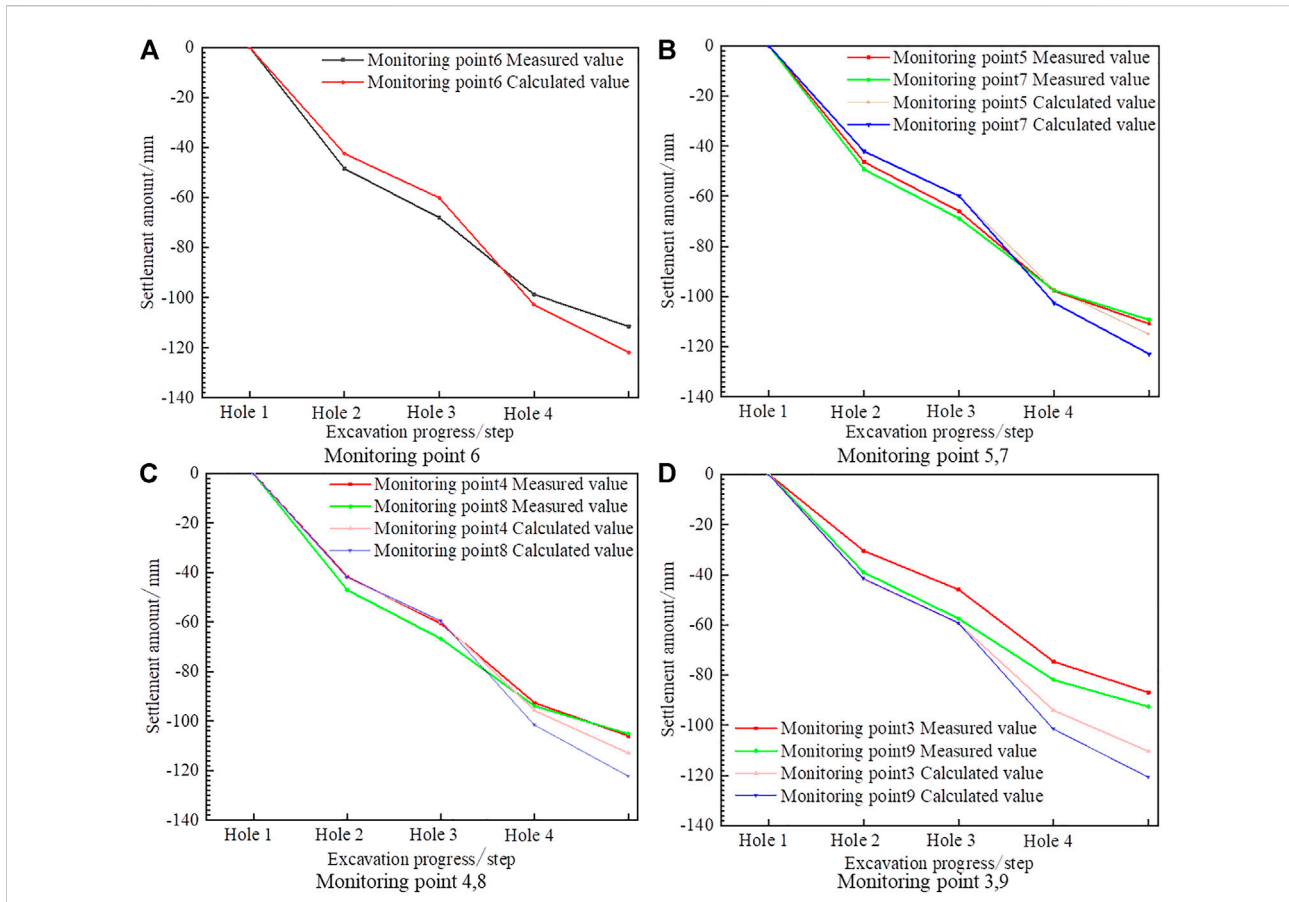 A
Monitoring point6 Measured value
Monitoring point6 Calculated value
0
-20
-40
-60
-80
-100
-120
-140
Settlement amount/mm
Hole 1 Hole 2 Hole 3 Hole 4
Excavation progress/step
Monitoring point 6
B
Monitoring point5 Measured value
Monitoring point7 Measured value
Monitoring point5 Calculated value
Monitoring point7 Calculated value
0
-20
-40
-60
-80
-100
-120
-140
Settlement amount/mm
Hole 1 Hole 2 Hole 3 Hole 4
Excavation progress/step
Monitoring point 5,7
C
Monitoring point4 Measured value
Monitoring point8 Measured value
Monitoring point4 Calculated value
Monitoring point8 Calculated value
0
-20
-40
-60
-80
-100
-120
-140
Settlement amount/mm
Hole 1 Hole 2 Hole 3 Hole 4
Excavation progress/step
Monitoring point 4,8
D
0
-20
-40
-60
-80
-100
-120
-140
Settlement amount/mm
Monitoring point3 Measured value
Monitoring point9 Measured value
Monitoring point3 Calculated value
Monitoring point9 Calculated value
Hole 1 Hole 2 Hole 3 Hole 4
Excavation progress/step
Monitoring point 3,9